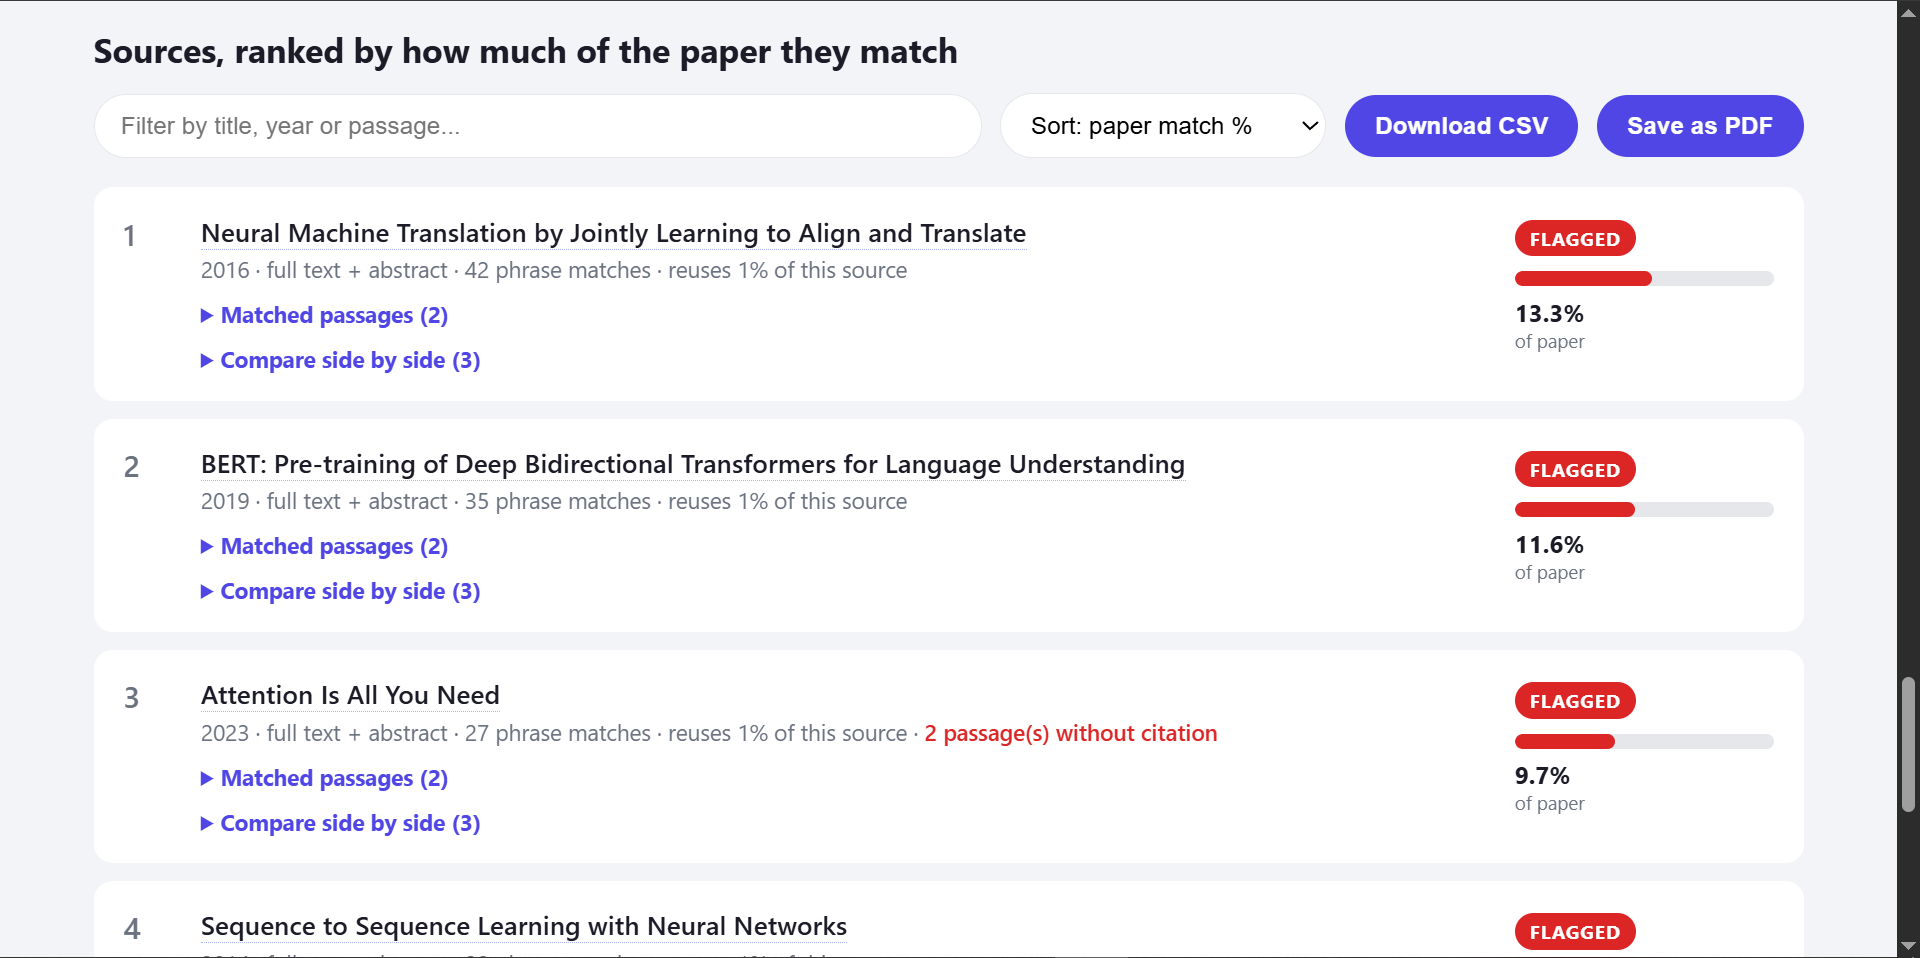 Sources, ranked by how much of the paper they match
Filter by title, year or passage...
Sort: paper match %
Download CSV
Save as PDF
1
Neural Machine Translation by Jointly Learning to Align and Translate
2016 · full text + abstract · 42 phrase matches · reuses 1% of this source
Matched passages (2)
Compare side by side (3)
FLAGGED
13.3%
of paper
2
BERT: Pre-training of Deep Bidirectional Transformers for Language Understanding
2019 · full text + abstract · 35 phrase matches · reuses 1% of this source
Matched passages (2)
Compare side by side (3)
FLAGGED
11.6%
of paper
3
Attention Is All You Need
2023 · full text + abstract · 27 phrase matches · reuses 1% of this source · 2 passage(s) without citation
Matched passages (2)
Compare side by side (3)
FLAGGED
9.7%
of paper
4
Sequence to Sequence Learning with Neural Networks
FLAGGED